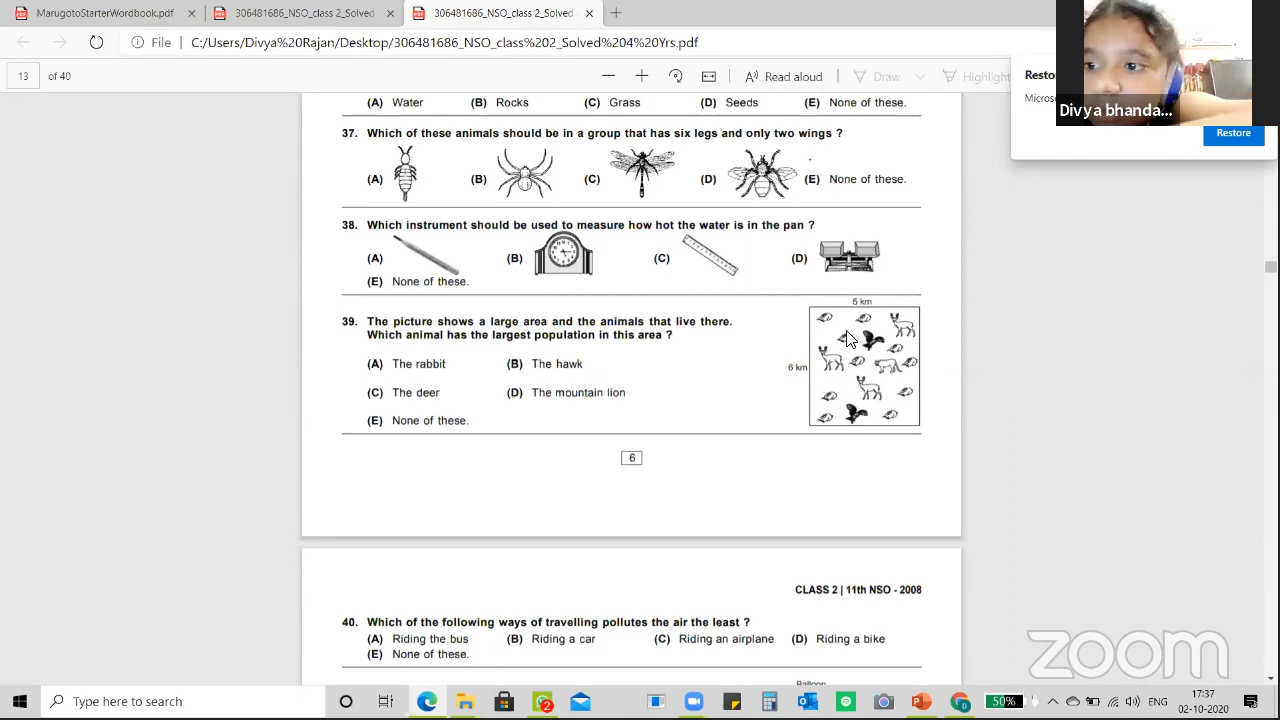 MarugotoStarterWordbook.pdf
306481686_NSO_class 2_Solved
306481686_NSO_class 2_Solved
File
C:/Users/Divya%20Rajan/Desktop/306481686_NSO_class%202_Solved%204%20Yrs.pdf
13 of 40
Read aloud
Draw
Highlight
Divya bhanda...
Restore
(A) Water (B) Rocks (C) Grass (D) Seeds (E) None of these.
37. Which of these animals should be in a group that has six legs and only two wings ?
(A) (B) (C) (D) (E) None of these.
38. Which instrument should be used to measure how hot the water is in the pan ?
(A) (B) (C) (D)
(E) None of these.
39. The picture shows a large area and the animals that live there.
Which animal has the largest population in this area ?
(A) The rabbit (B) The hawk
(C) The deer (D) The mountain lion
(E) None of these.
5 km
6 km
6
CLASS 2 | 11th NSO - 2008
40. Which of the following ways of travelling pollutes the air the least ?
(A) Riding the bus (B) Riding a car (C) Riding an airplane (D) Riding a bike
(E) None of these.
zoom
Type here to search
2
50%
ENG
17:37
02-10-2020